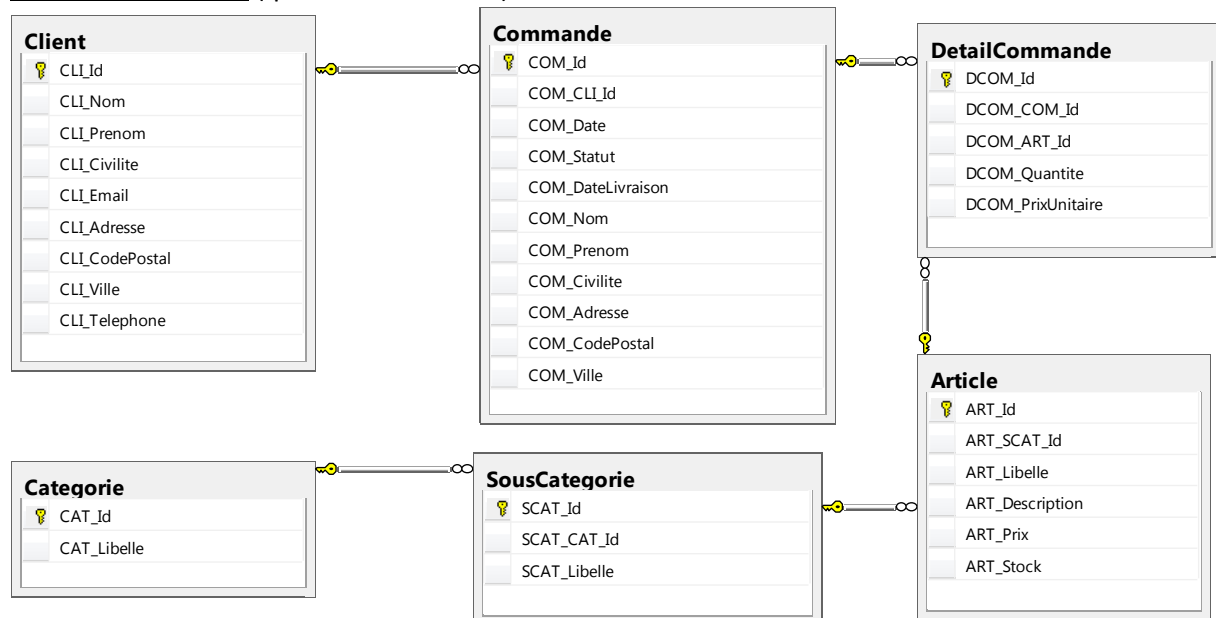 Client
CLI_Id
CLI_Nom
CLI_Prenom
CLI_Civilite
CLI_Email
CLI_Adresse
CLI_CodePostal
CLI_Ville
CLI_Telephone
Commande
COM_Id
COM_CLI_Id
COM_Date
COM_Statut
COM_DateLivraison
COM_Nom
COM_Prenom
COM_Civilite
COM_Adresse
COM_CodePostal
COM_Ville
DetailCommande
DCOM_Id
DCOM_COM_Id
DCOM_ART_Id
DCOM_Quantite
DCOM_PrixUnitaire
Categorie
CAT_Id
CAT_Libelle
SousCategorie
SCAT_Id
SCAT_CAT_Id
SCAT_Libelle
Article
ART_Id
ART_SCAT_Id
ART_Libelle
ART_Description
ART_Prix
ART_Stock